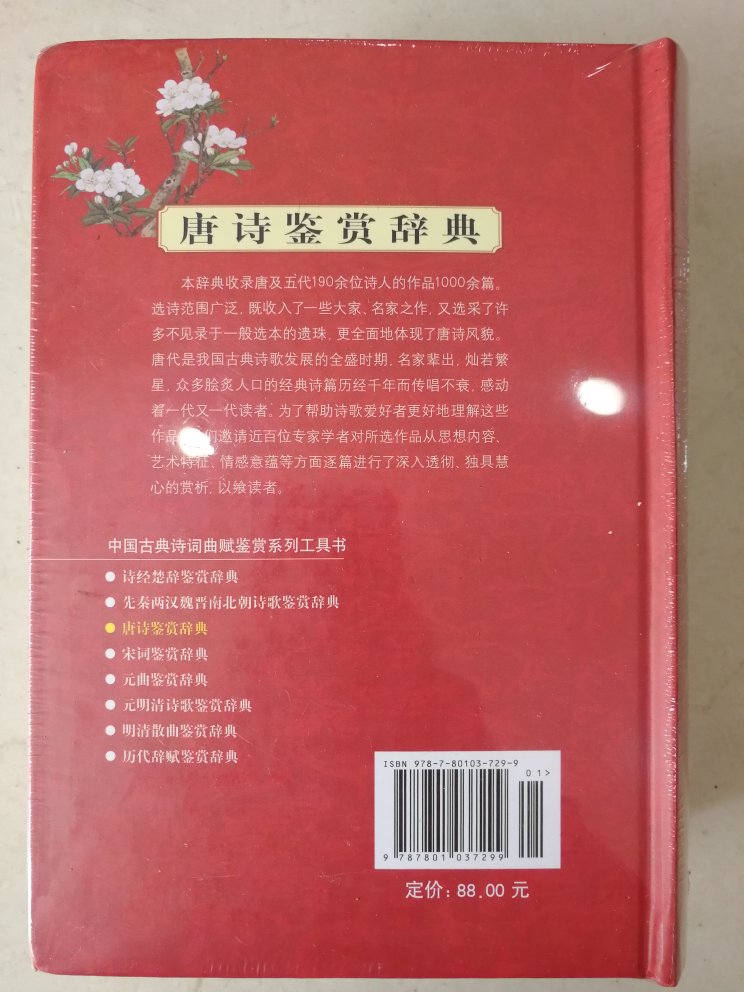 唐诗鉴赏辞典
本辞典收录唐及五代190余位诗人的作品1000余篇。
选诗范围广泛，既收入了一些大家、名家之作，又选采了许
多不见录于一般选本的遗珠，更全面地体现了唐诗风貌。
唐代是我国古典诗歌发展的全盛时期，名家辈出，灿若繁
星，众多脍炙人口的经典诗篇历经千年而传唱不衰，感动
着一代又一代读者。为了帮助诗歌爱好者更好地理解这些
作品 们邀请近百位专家学者对所选作品从思想内容、
艺术特征、情感意蕴等方面逐篇进行了深入透彻、独具慧
心的赏析，以飨读者。
中国古典诗词曲赋鉴赏系列工具书
● 诗经楚辞鉴赏辞典
● 先秦两汉魏晋南北朝诗歌鉴赏辞典
● 唐诗鉴赏辞典
● 宋词鉴赏辞典
● 元曲鉴赏辞典
● 元明清诗歌鉴赏辞典
● 明清散曲鉴赏辞典
● 历代辞赋鉴赏辞典
ISBN 978-7-80103-729-9
01>
9 787801 037299
定价：88.00 元